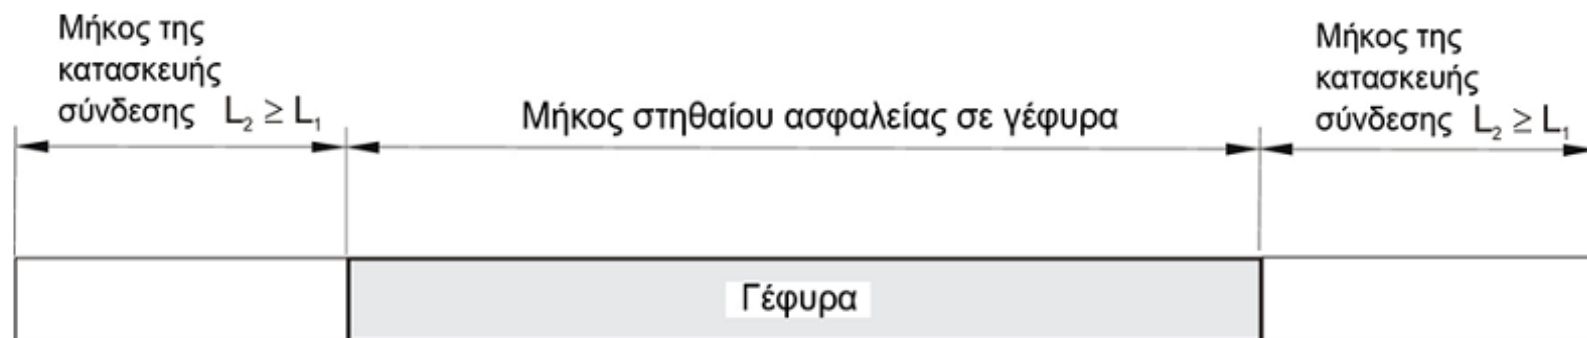 Μήκος της
κατασκευής
σύνδεσης L₂ ≥ L₁
Μήκος στηθαίου ασφαλείας σε γέφυρα
Μήκος της
κατασκευής
σύνδεσης L₂ ≥ L₁
Γέφυρα